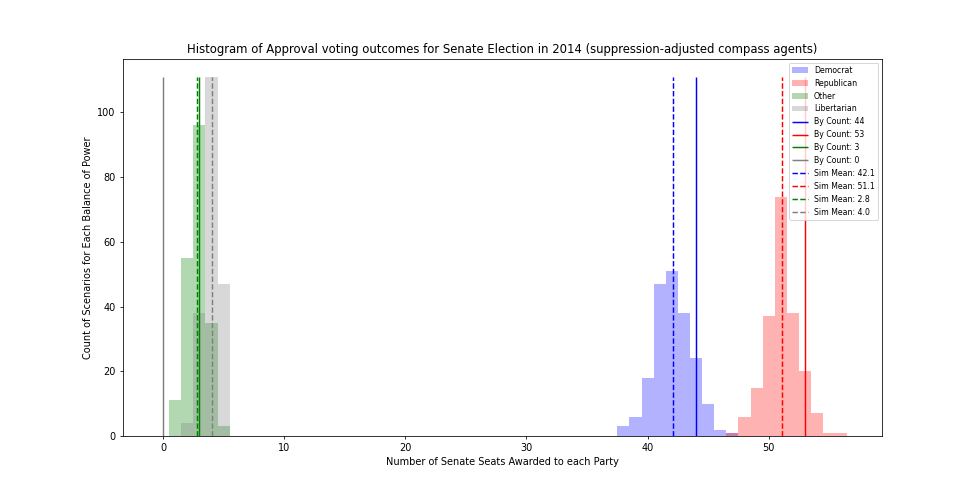 Histogram of Approval voting outcomes for Senate Election in 2014 (suppression-adjusted compass agents)
Democrat
Republican
Other
Libertarian
By Count: 44
By Count: 53
By Count: 3
By Count: 0
Sim Mean: 42.1
Sim Mean: 51.1
Sim Mean: 2.8
Sim Mean: 4.0
Count of Scenarios for Each Balance of Power
100
80
60
40
20
0
0 10 20 30 40 50
Number of Senate Seats Awarded to each Party